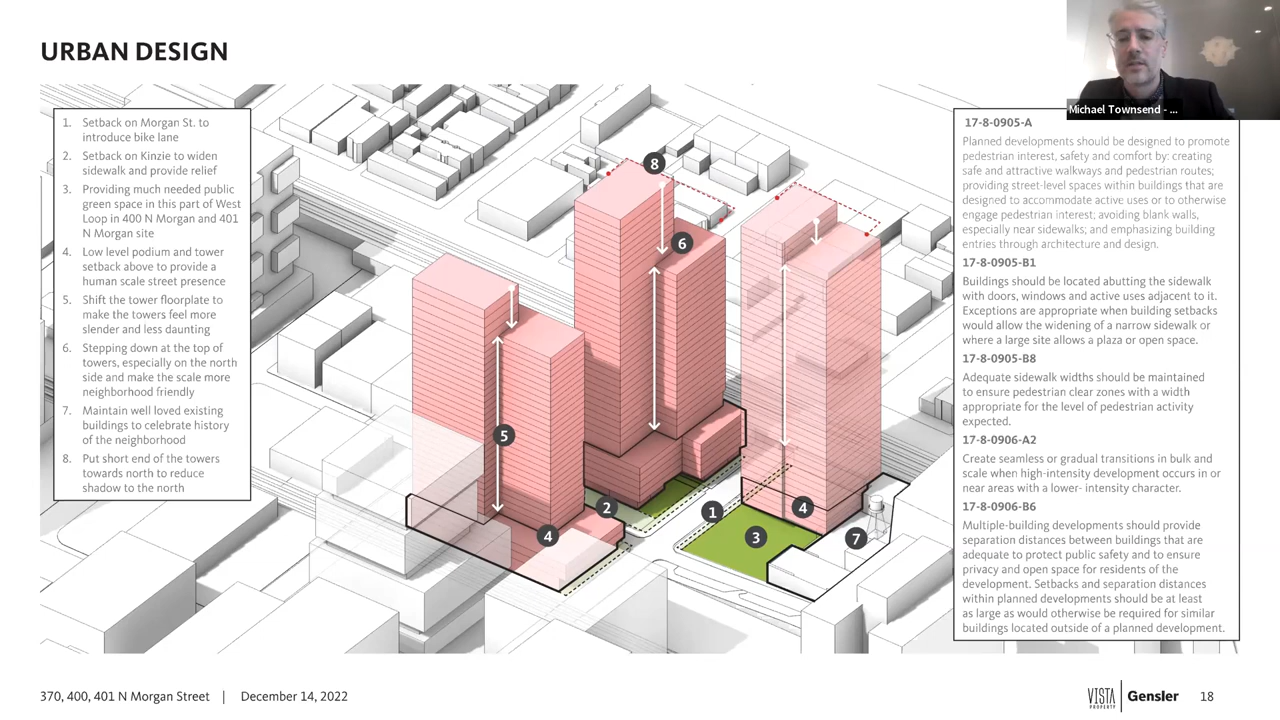 URBAN DESIGN
Michael Townsend - ...
1. Setback on Morgan St. to
introduce bike lane
2. Setback on Kinzie to widen
sidewalk and provide relief
3. Providing much needed public
green space in this part of West
Loop in 400 N Morgan and 401
N Morgan site
4. Low level podium and tower
setback above to provide a
human scale street presence
5. Shift the tower floorplate to
make the towers feel more
slender and less daunting
6. Stepping down at the top of
towers, especially on the north
side and make the scale more
neighborhood friendly
7. Maintain well loved existing
buildings to celebrate history
of the neighborhood
8. Put short end of the towers
towards north to reduce
shadow to the north
8
6
5
2
1
4
4
3
7
17-8-0905-A
Planned developments should be designed to promote
pedestrian interest, safety and comfort by: creating
safe and attractive walkways and pedestrian routes;
providing street-level spaces within buildings that are
designed to accommodate active uses or to otherwise
engage pedestrian interest; avoiding blank walls,
especially near sidewalks; and emphasizing building
entries through architecture and design.
17-8-0905-B1
Buildings should be located abutting the sidewalk
with doors, windows and active uses adjacent to it.
Exceptions are appropriate when building setbacks
would allow the widening of a narrow sidewalk or
where a large site allows a plaza or open space.
17-8-0905-B8
Adequate sidewalk widths should be maintained
to ensure pedestrian clear zones with a width
appropriate for the level of pedestrian activity
expected.
17-8-0906-A2
Create seamless or gradual transitions in bulk and
scale when high-intensity development occurs in or
near areas with a lower- intensity character.
17-8-0906-B6
Multiple-building developments should provide
separation distances between buildings that are
adequate to protect public safety and to ensure
privacy and open space for residents of the
development. Setbacks and separation distances
within planned developments should be at least
as large as would otherwise be required for similar
buildings located outside of a planned development.
370, 400, 401 N Morgan Street | December 14, 2022
VISTA
PROPERTY
Gensler
18